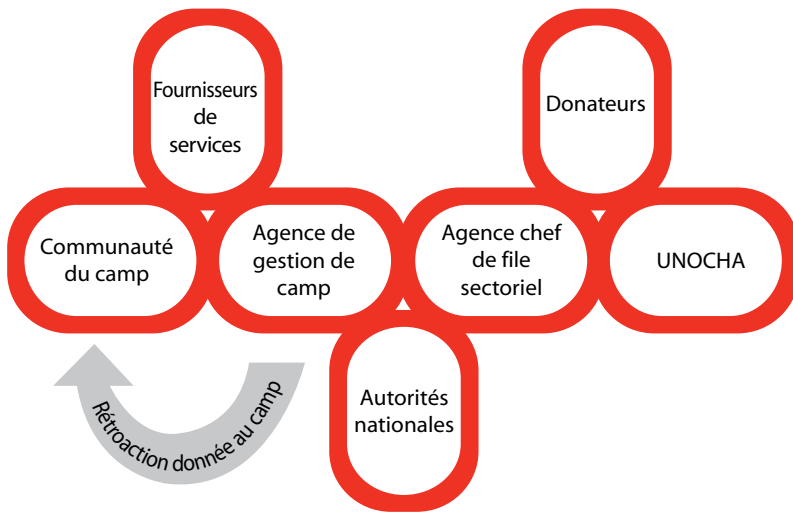 Fournisseurs
de
services
Donateurs
Communauté
du camp
Agence de
gestion de
camp
Agence chef
de file
sectoriel
UNOCHA
Autorités
nationales
Rétroaction donnée au camp